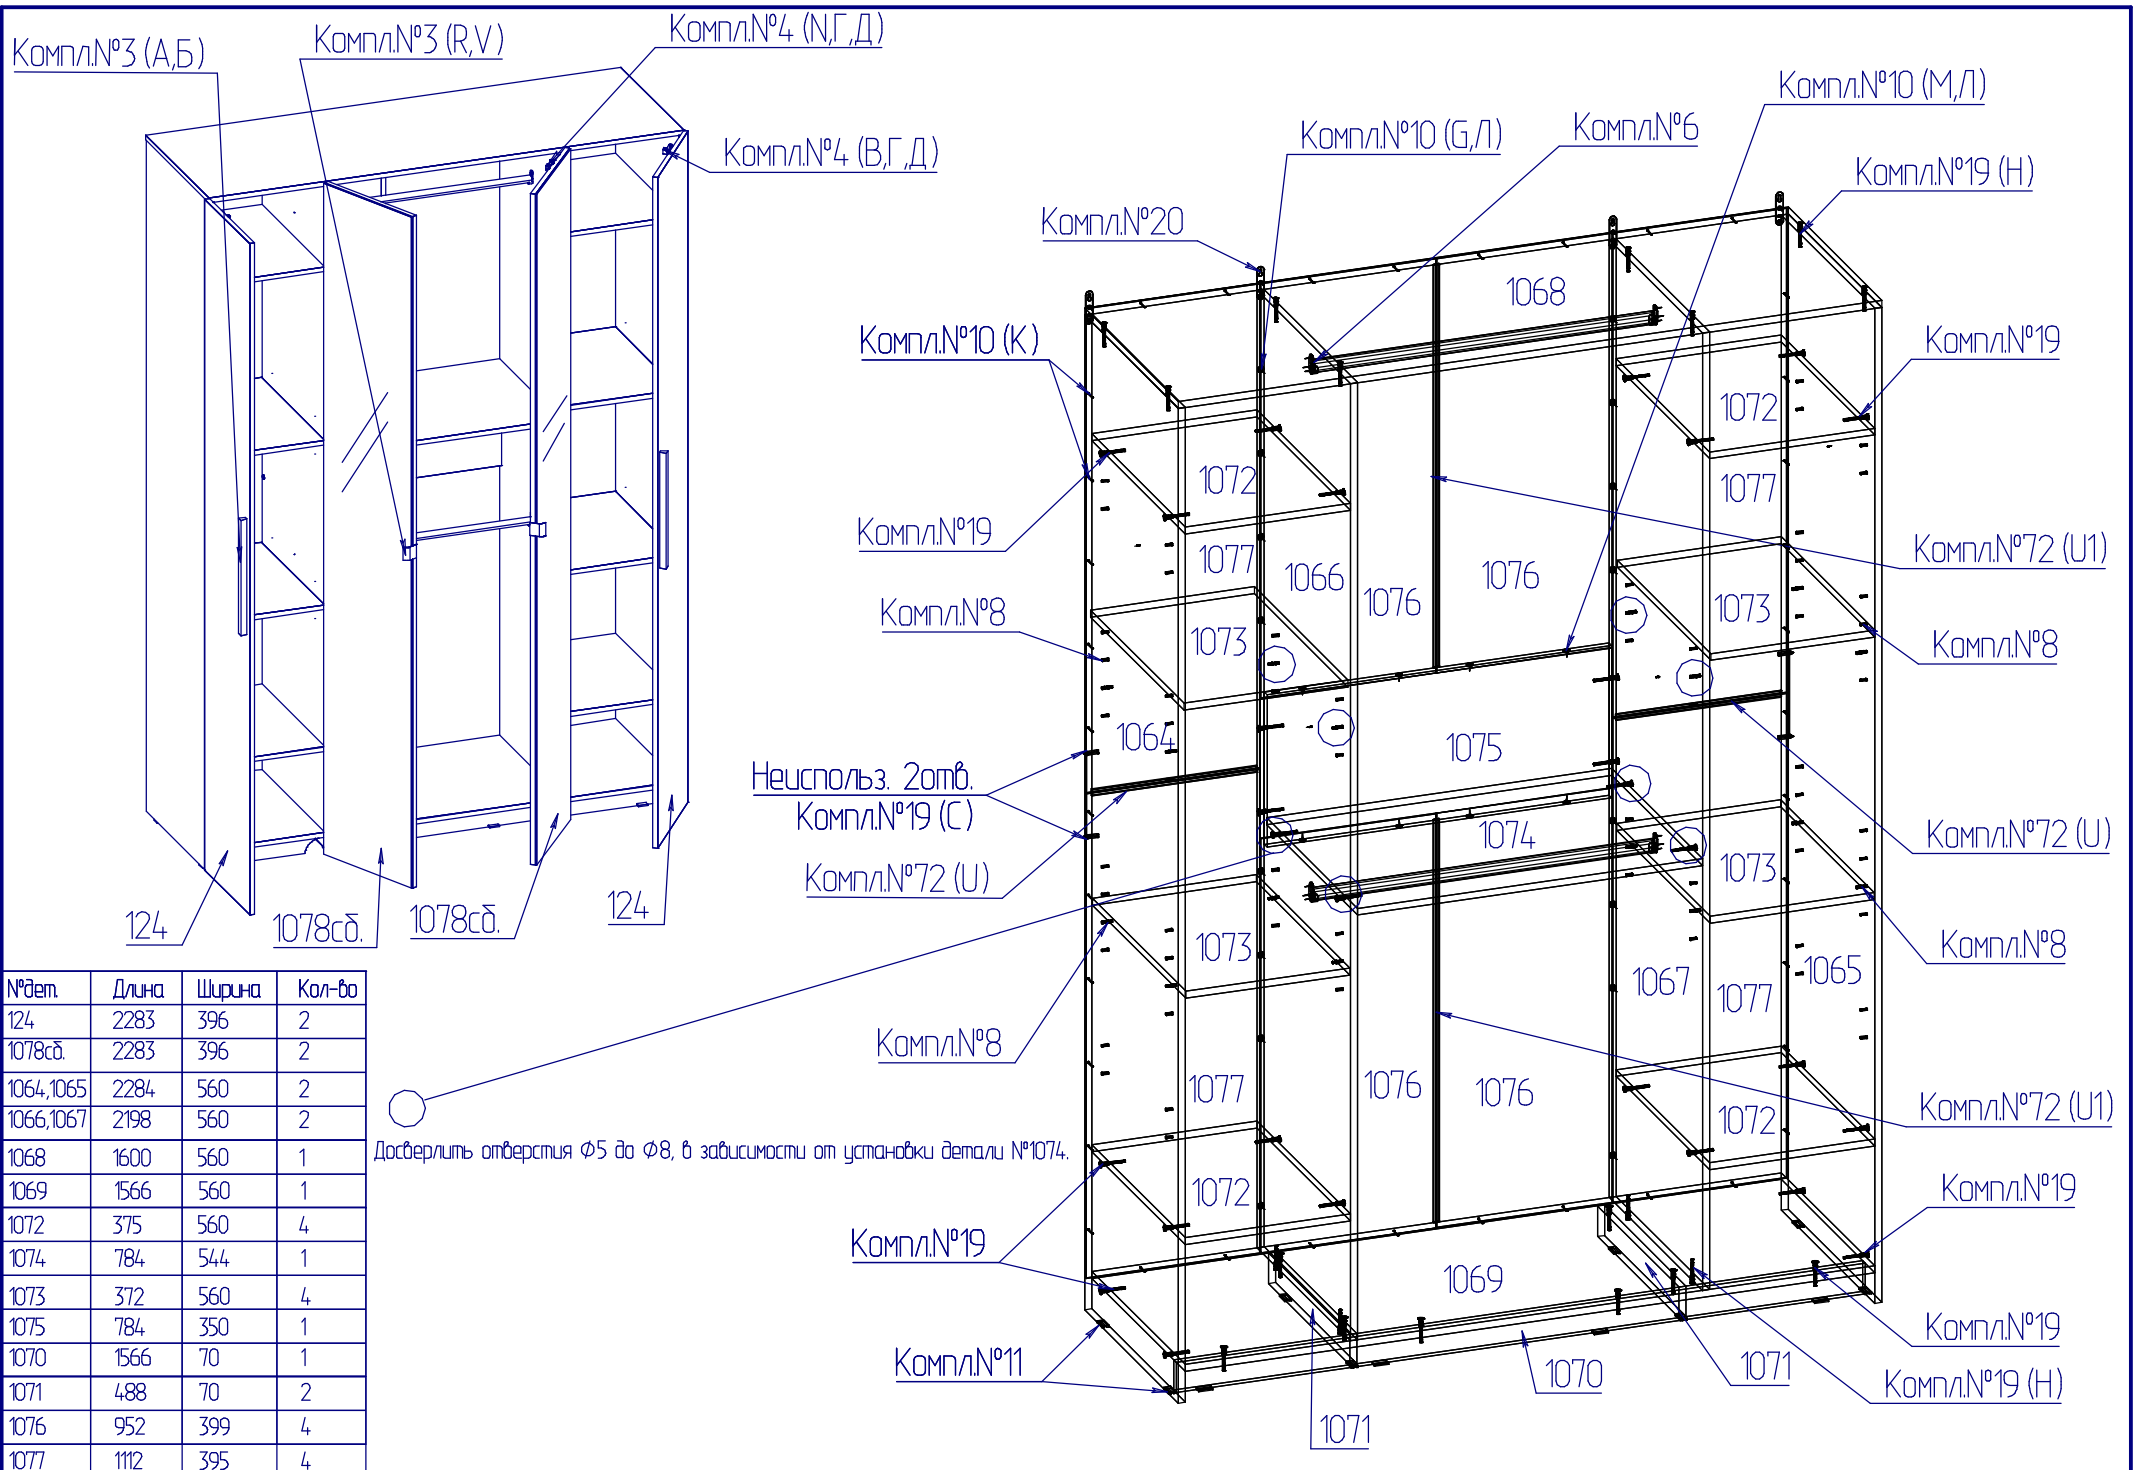 Компл.№3 (А,Б)
Компл.№3 (R,V)
Компл.№4 (N,Г,Д)
Компл.№4 (В,Г,Д)
124
1078сб.
1078сб.
124
Компл.№10 (М,Л)
Компл.№10 (G,Л)
Компл.№6
Компл.№19 (Н)
Компл.№20
1068
Компл.№10 (К)
Компл.№19
1072
1072
1077
Компл.№19
1077
Компл.№72 (U1)
1066
1076
1076
Компл.№8
1073
1073
Компл.№8
1064
1075
Неиспользь. 2отв.
Компл.№19 (С)
1074
Компл.№72 (U)
Компл.№72 (U)
1073
1073
Компл.№8
1067
1077
1065
Компл.№8
1077
1076
1076
1072
Компл.№72 (U1)
Досверлить отверстия Ф5 до Ф8, в зависимости от установки детали №1074.
1072
Компл.№19
Компл.№19
1069
Компл.№19
Компл.№11
1070
1071
Компл.№19 (Н)
1071
№дет. Длина Ширина Кол-во
124 2283 396 2
1078сб. 2283 396 2
1064,1065 2284 560 2
1066,1067 2198 560 2
1068 1600 560 1
1069 1566 560 1
1072 375 560 4
1074 784 544 1
1073 372 560 4
1075 784 350 1
1070 1566 70 1
1071 488 70 2
1076 952 399 4
1077 1112 395 4